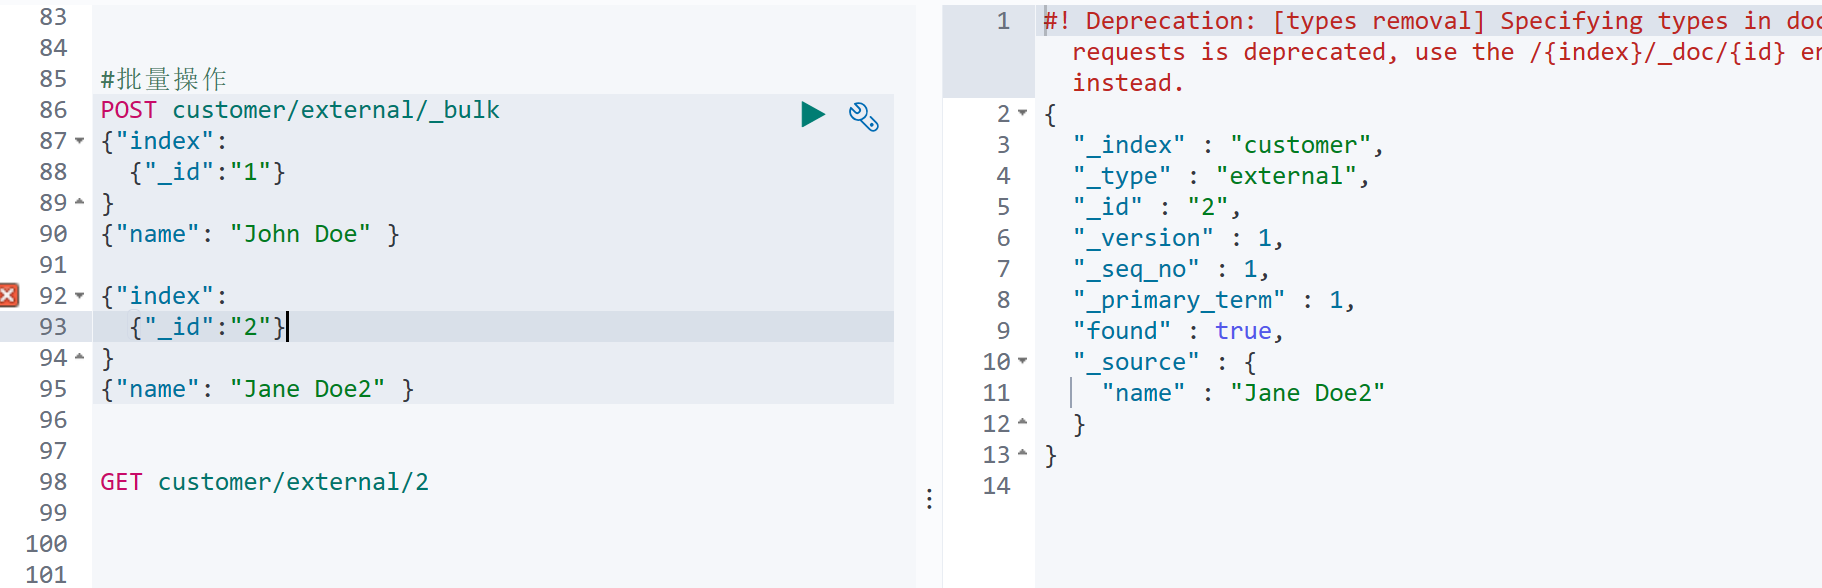 83
84
85 #批量操作
86 POST customer/external/_bulk
87 {"index":
88 {"_id":"1"}
89 }
90 {"name": "John Doe" }
91
92 {"index":
93 {"_id":"2"}
94 }
95 {"name": "Jane Doe2" }
96
97
98 GET customer/external/2
99
100
101
1 #! Deprecation: [types removal] Specifying types in doc
requests is deprecated, use the /{index}/_doc/{id} en
instead.
2 {
3 "_index" : "customer",
4 "_type" : "external",
5 "_id" : "2",
6 "_version" : 1,
7 "_seq_no" : 1,
8 "_primary_term" : 1,
9 "found" : true,
10 "_source" : {
11 "name" : "Jane Doe2"
12 }
13 }
14